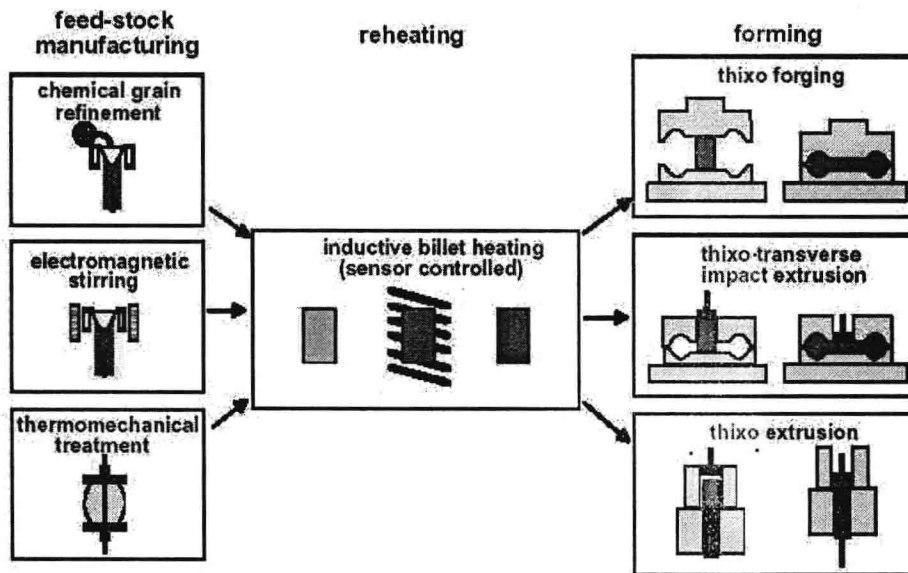 feed-stock
manufacturing
reheating
forming
chemical grain
refinement
electromagnetic
stirring
thermomechanical
treatment
inductive billet heating
(sensor controlled)
thixo forging
thixo-transverse
impact extrusion
thixo extrusion